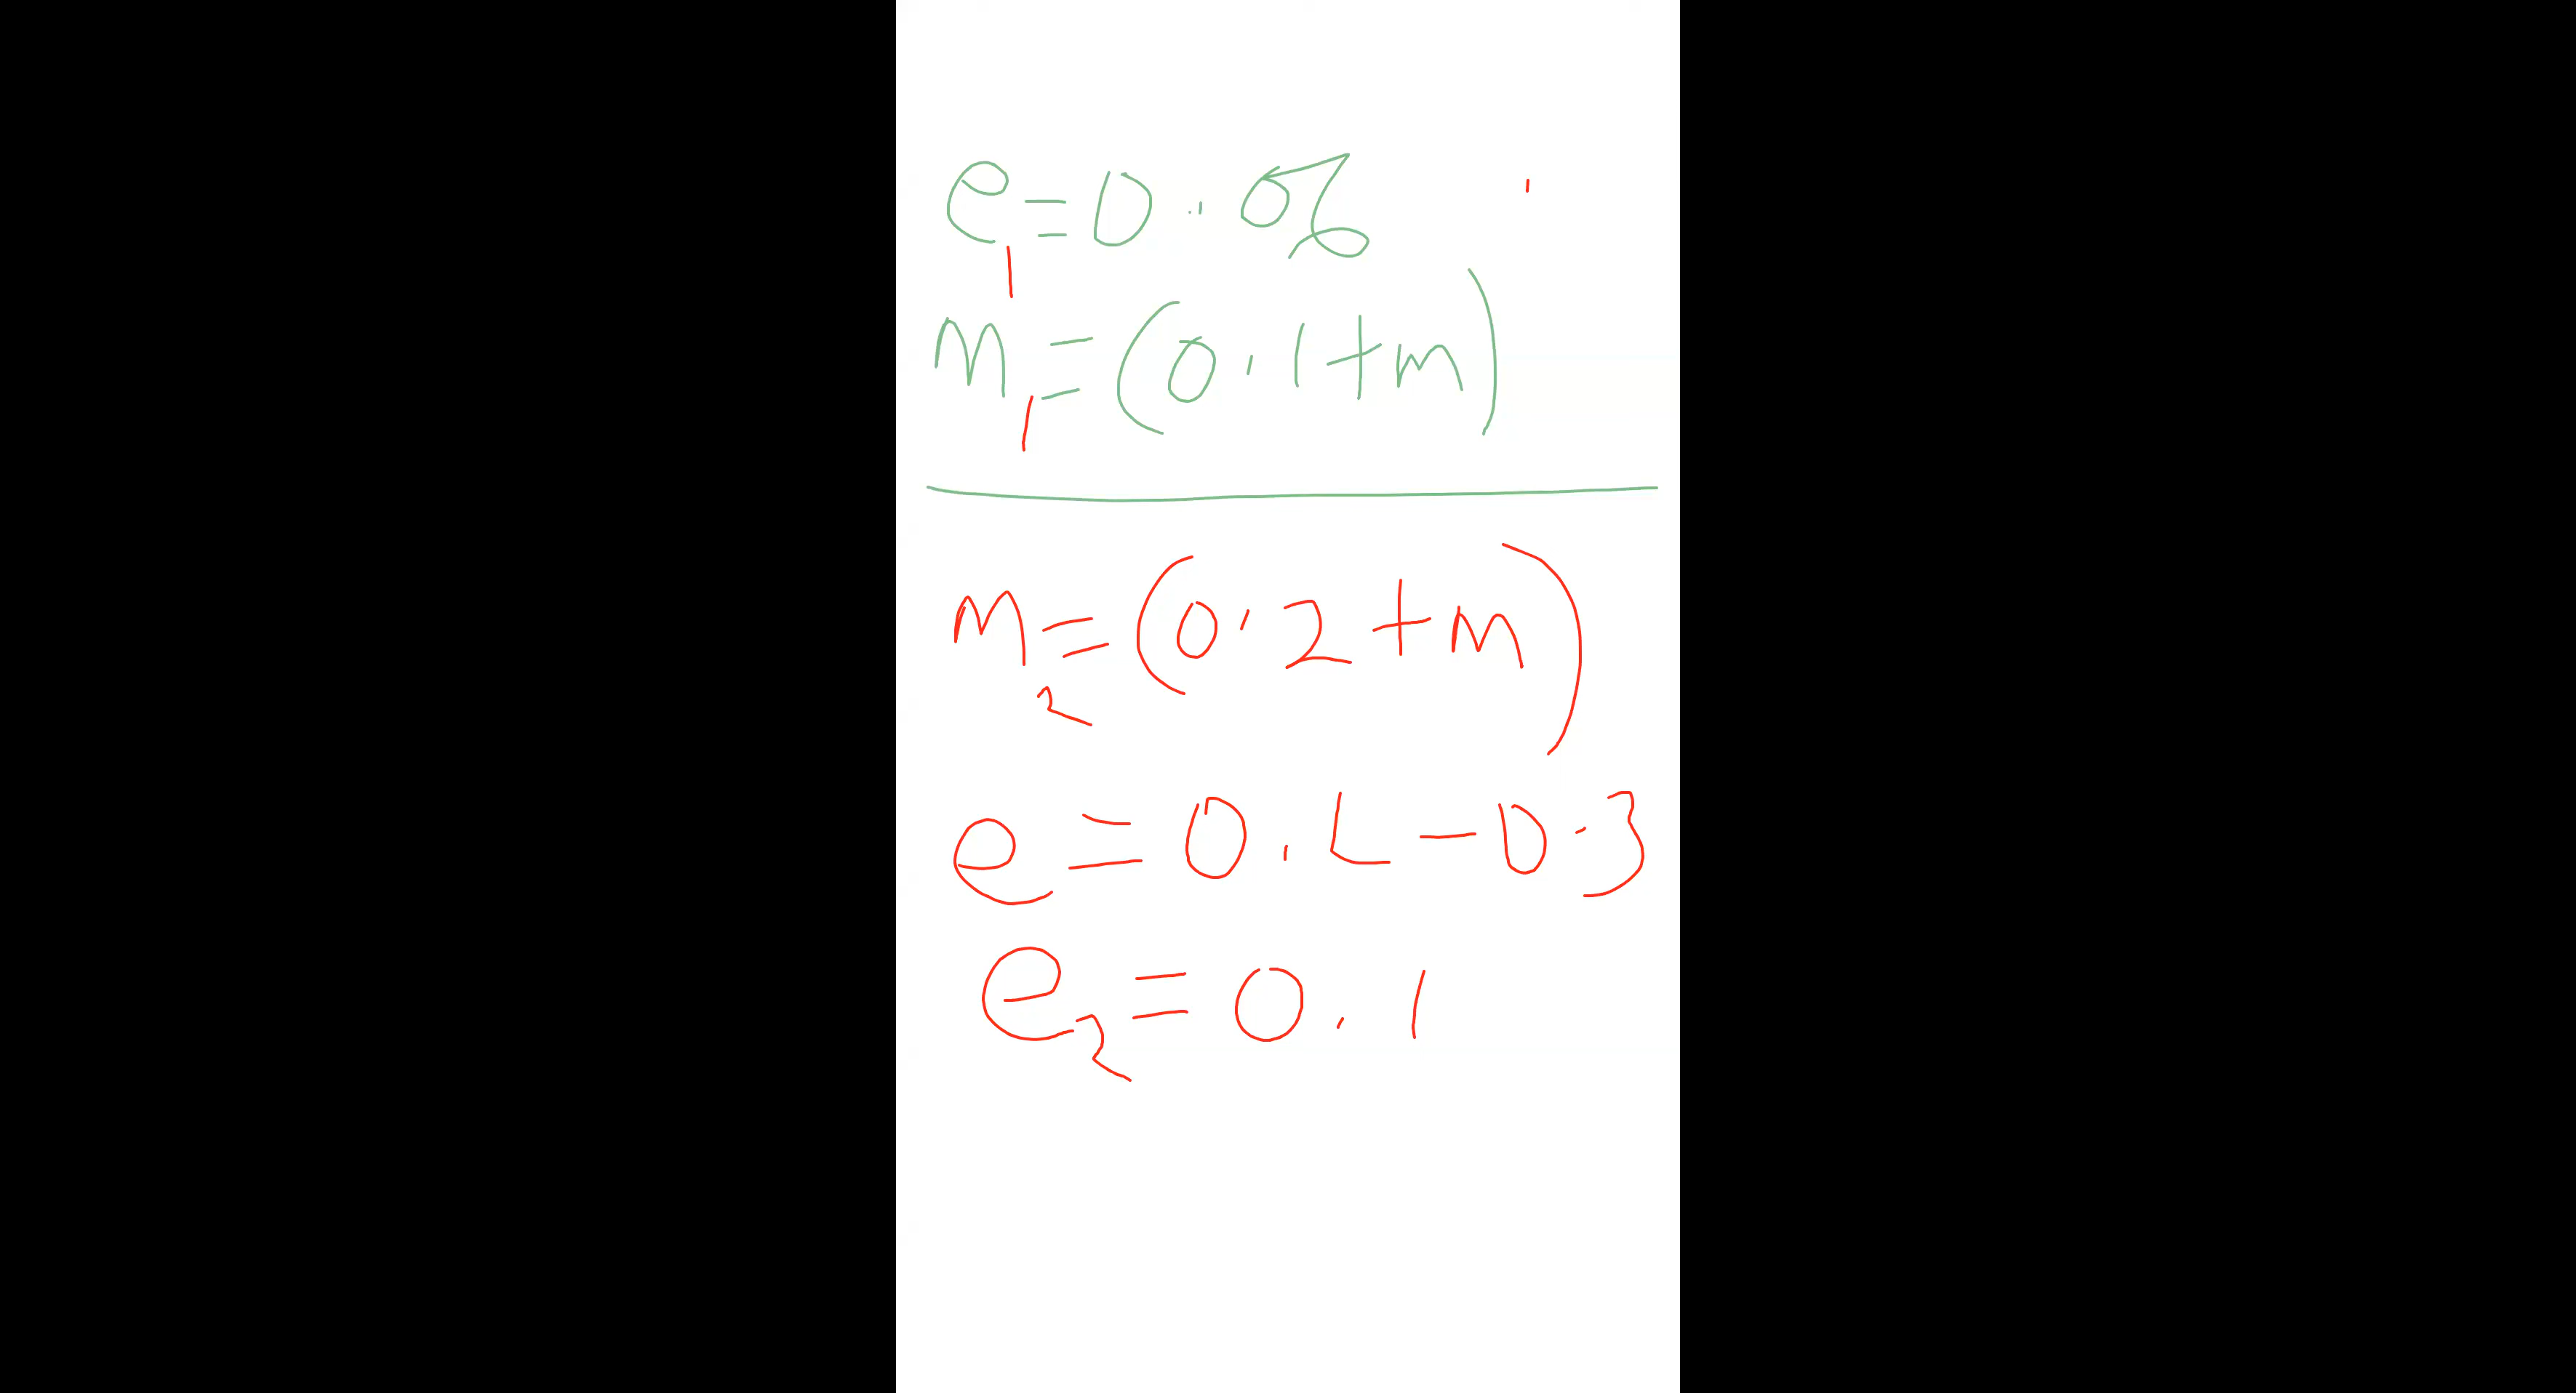 e₁ = 0.06
m₁ = (0.1 + m)
m₂ = (0.2 + m)
e = 0.L - 0.3
e₂ = 0.1